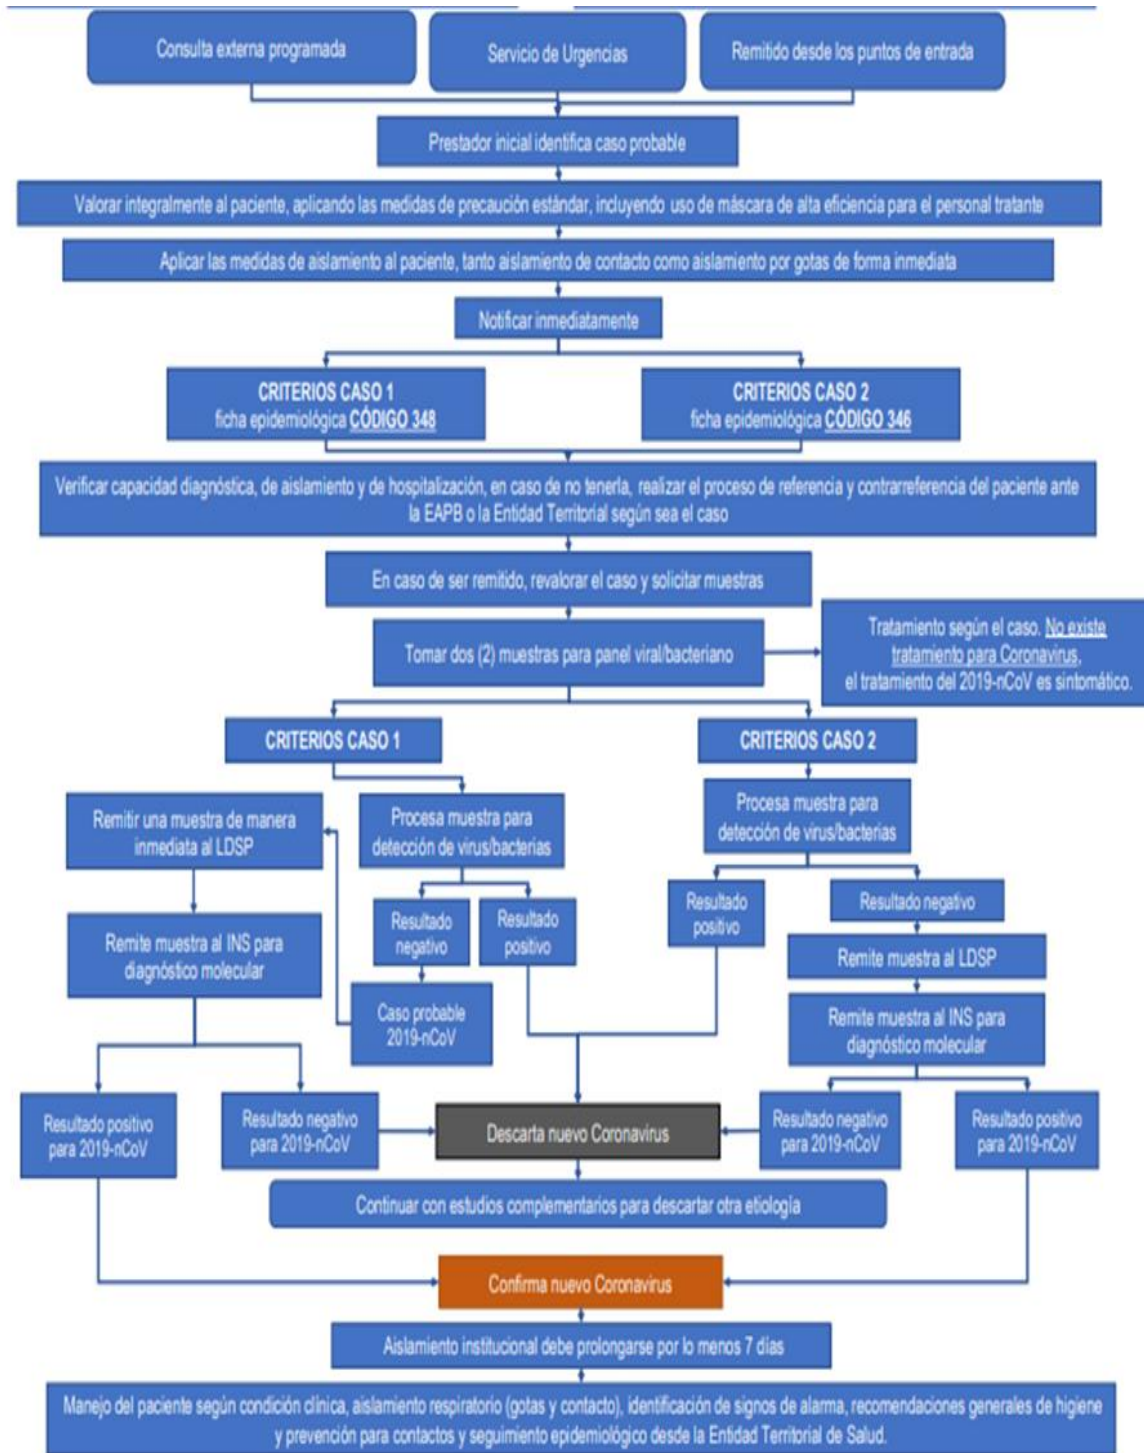 Consulta externa programada
Servicio de Urgencias
Remitido desde los puntos de entrada
Prestador inicial identifica caso probable
Valorar integralmente al paciente, aplicando las medidas de precaución estándar, incluyendo uso de máscara de alta eficiencia para el personal tratante
Aplicar las medidas de aislamiento al paciente, tanto aislamiento de contacto como aislamiento por gotas de forma inmediata
Notificar inmediatamente
CRITERIOS CASO 1
ficha epidemiológica CÓDIGO 348
CRITERIOS CASO 2
ficha epidemiológica CÓDIGO 346
Verificar capacidad diagnóstica, de aislamiento y de hospitalización, en caso de no tenerla, realizar el proceso de referencia y contrarreferencia del paciente ante
la EAPB o la Entidad Territorial según sea el caso
En caso de ser remitido, revalorar el caso y solicitar muestras
Tomar dos (2) muestras para panel viral/bacteriano
Tratamiento según el caso. No existe
tratamiento para Coronavirus,
el tratamiento del 2019-nCoV es sintomático.
CRITERIOS CASO 1
CRITERIOS CASO 2
Remitir una muestra de manera
inmediata al LDSP
Procesa muestra para
detección de virus/bacterias
Procesa muestra para
detección de virus/bacterias
Resultado
negativo
Resultado
positivo
Resultado
positivo
Resultado negativo
Remite muestra al INS para
diagnóstico molecular
Remite muestra al LDSP
Caso probable
2019-nCoV
Remite muestra al INS para
diagnóstico molecular
Resultado positivo
para 2019-nCoV
Resultado negativo
para 2019-nCoV
Descarta nuevo Coronavirus
Resultado negativo
para 2019-nCoV
Resultado positivo
para 2019-nCoV
Continuar con estudios complementarios para descartar otra etiología
Confirma nuevo Coronavirus
Aislamiento institucional debe prolongarse por lo menos 7 días
Manejo del paciente según condición clínica, aislamiento respiratorio (gotas y contacto), identificación de signos de alarma, recomendaciones generales de higiene
y prevención para contactos y seguimiento epidemiológico desde la Entidad Territorial de Salud.